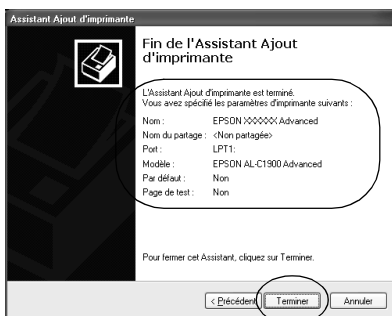 Assistant Ajout d'imprimante
Fin de l'Assistant Ajout
d'imprimante
L'Assistant Ajout d'imprimante est terminé.
Vous avez spécifié les paramètres d'imprimante suivants :
Nom : EPSON XXXXXX Advanced
Nom du partage : <Non partagée>
Port : LPT1:
Modèle : EPSON AL-C1900 Advanced
Par défaut : Non
Page de test : Non
Pour fermer cet Assistant, cliquez sur Terminer.
< Précédent Terminer Annuler